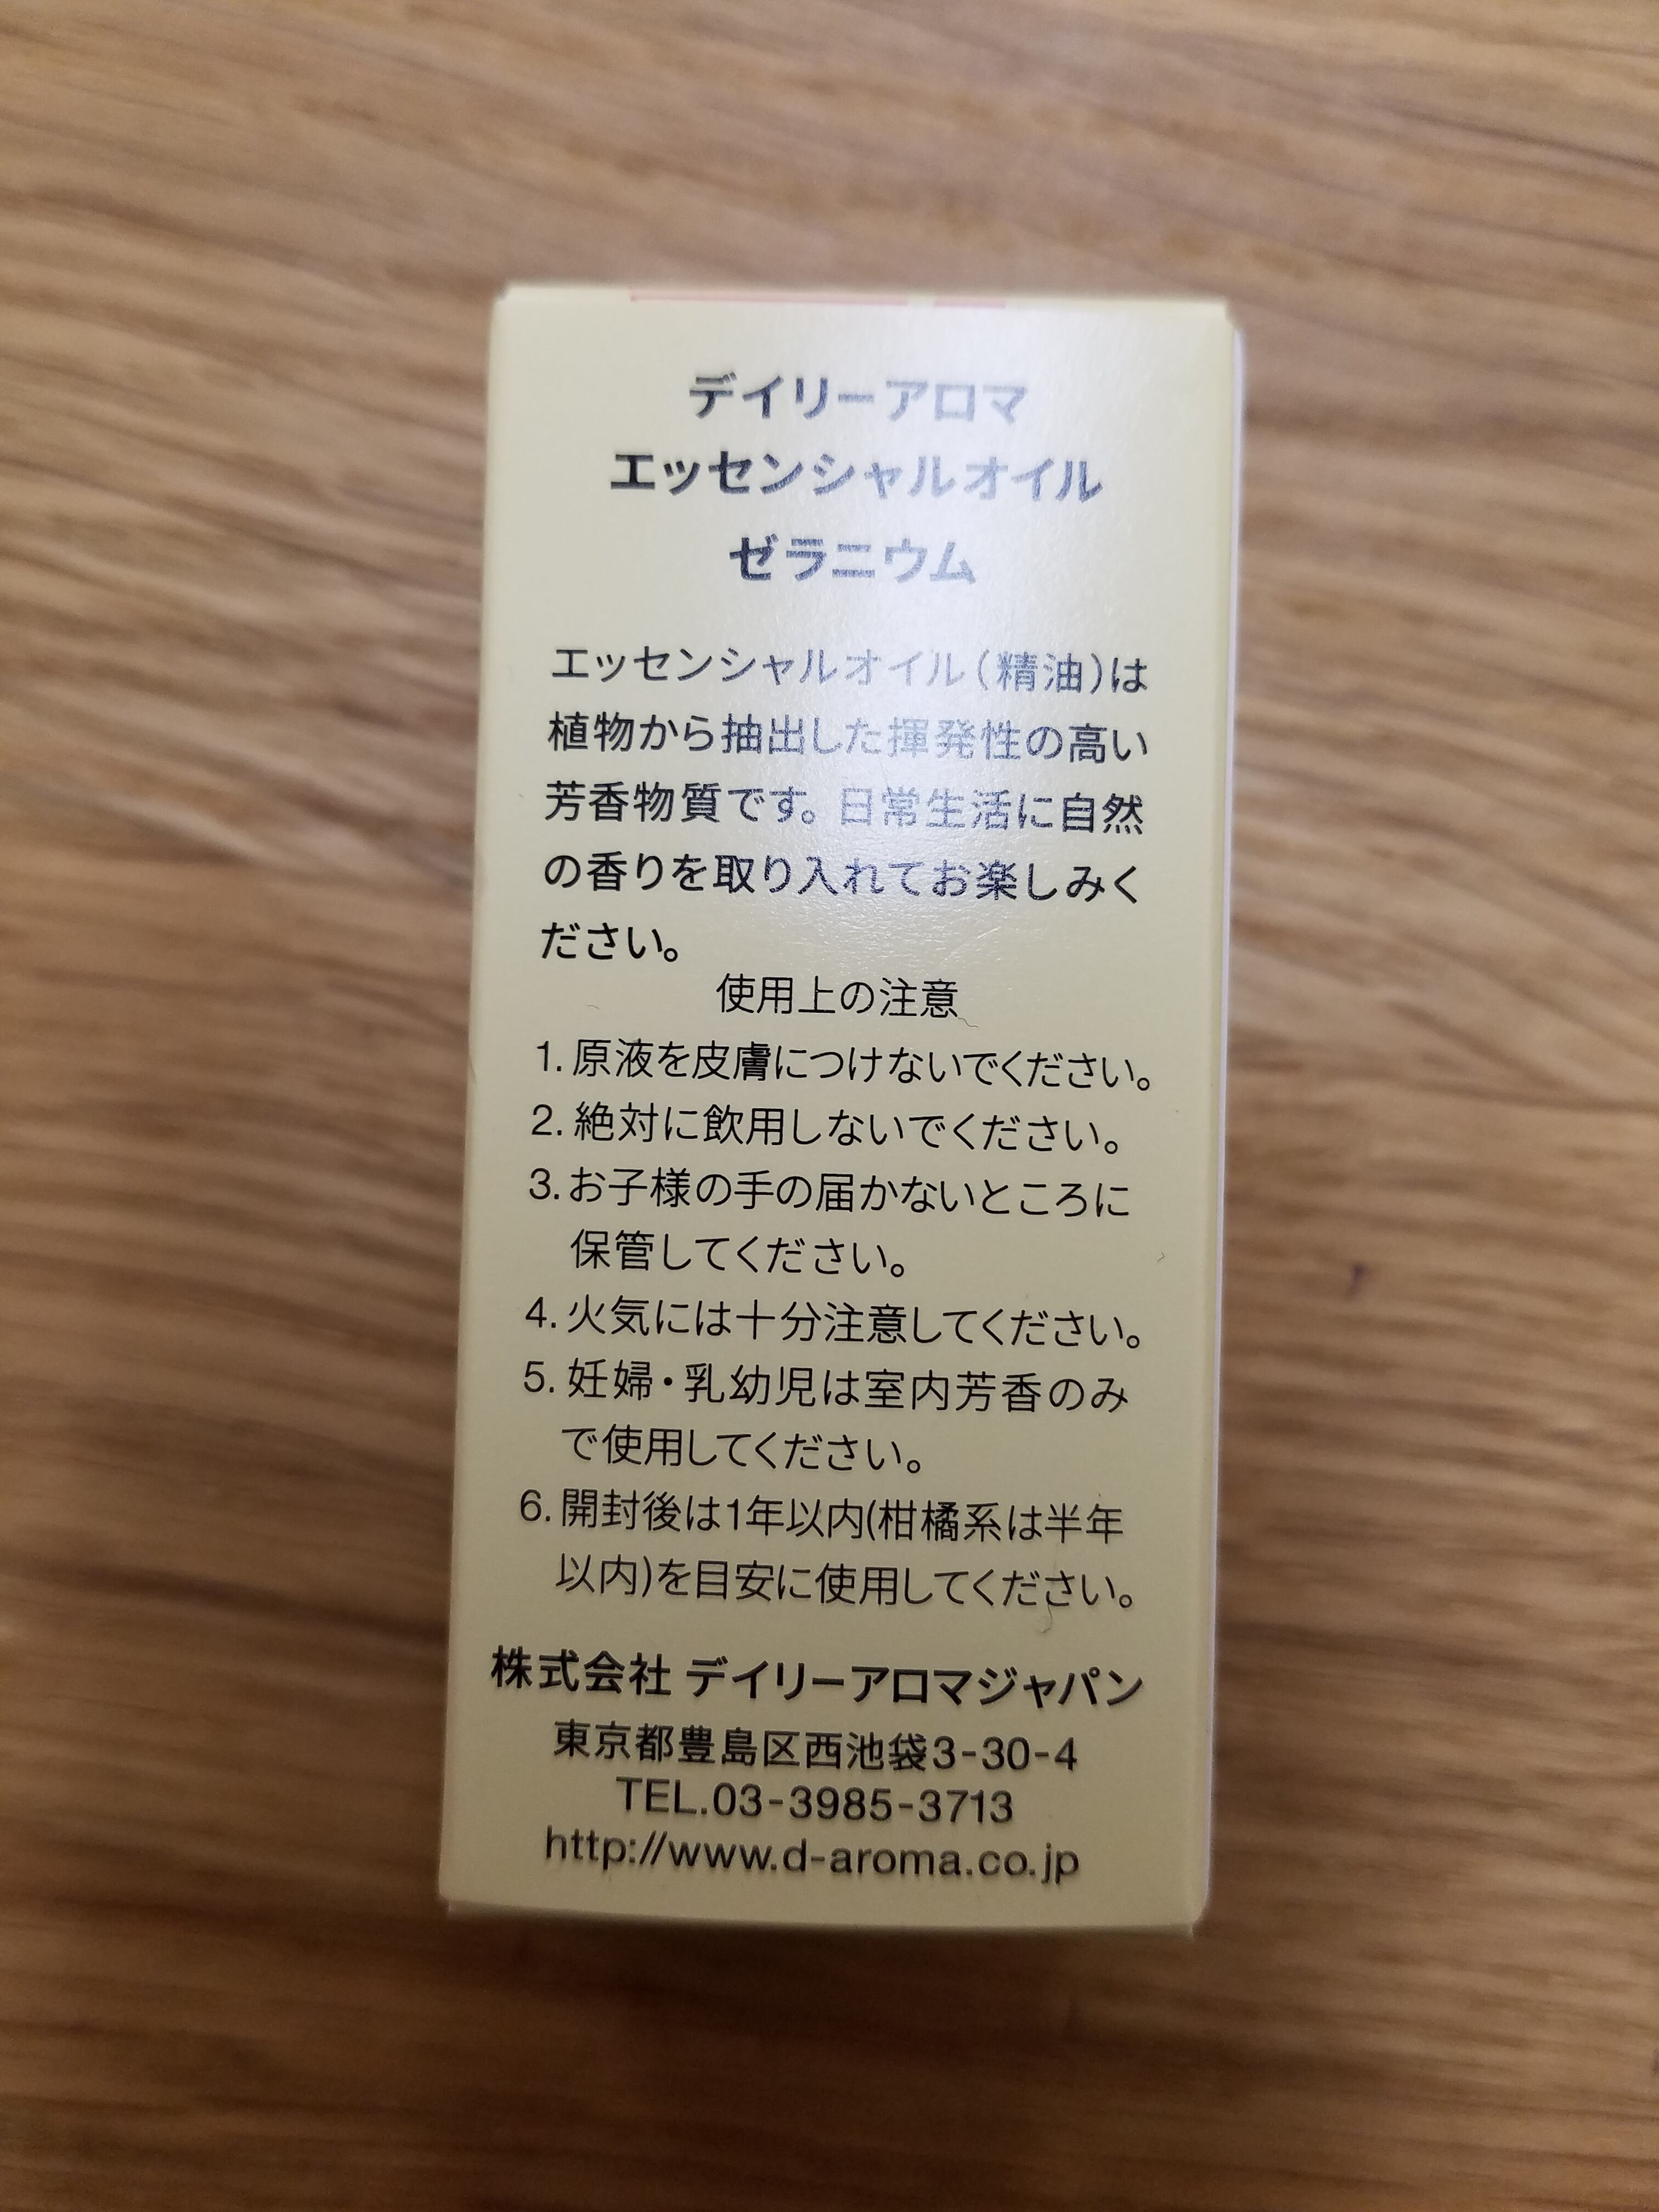 デイリーアロマ
エッセンシャルオイル
ゼラニウム
エッセンシャルオイル(精油)は
植物から抽出した揮発性の高い
芳香物質です。日常生活に自然
の香りを取り入れてお楽しみく
ださい。
使用上の注意
1. 原液を皮膚につけないでください。
2. 絶対に飲用しないでください。
3. お子様の手の届かないところに
保管してください。
4. 火気には十分注意してください。
5. 妊婦・乳幼児は室内芳香のみ
で使用してください。
6. 開封後は1年以内(柑橘系は半年
以内)を目安に使用してください。
株式会社 デイリーアロマジャパン
東京都豊島区西池袋3-30-4
TEL.03-3985-3713
http://www.d-aroma.co.jp